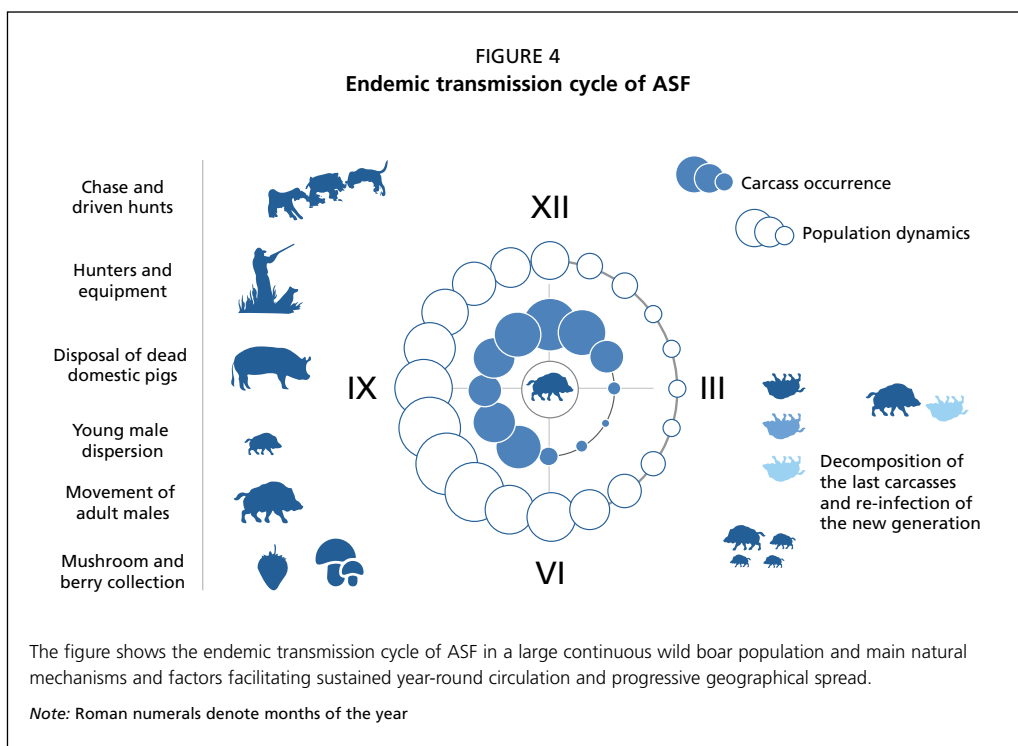 FIGURE 4
Endemic transmission cycle of ASF
Chase and
driven hunts
Hunters and
equipment
Disposal of dead
domestic pigs
Young male
dispersion
Movement of
adult males
Mushroom and
berry collection
XII
IX
III
VI
Carcass occurrence
Population dynamics
Decomposition of
the last carcasses
and re-infection of
the new generation
The figure shows the endemic transmission cycle of ASF in a large continuous wild boar population and main natural
mechanisms and factors facilitating sustained year-round circulation and progressive geographical spread.
Note: Roman numerals denote months of the year